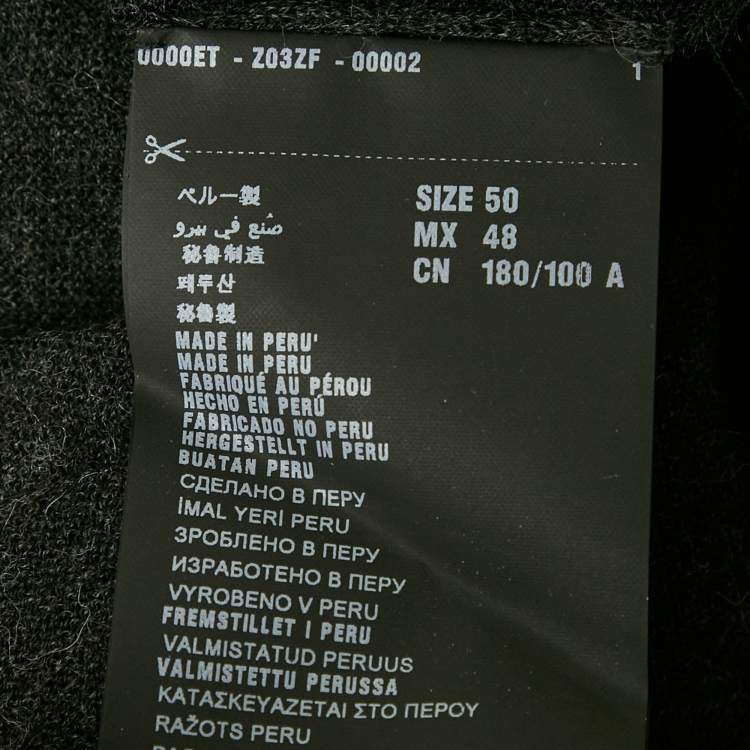 0000ET - Z03ZF - 00002
1
ペルー製
صُنع في بيرو
秘鲁制造
페루산
秘魯製
MADE IN PERU'
MADE IN PERU
FABRIQUÉ AU PÉROU
HECHO EN PERÚ
FABRICADO NO PERU
HERGESTELLT IN PERU
BUATAN PERU
СДЕЛАНО В ПЕРУ
İMAL YERİ PERU
ЗРОБЛЕНО В ПЕРУ
ИЗРАБОТЕНО В ПЕРУ
VYROBENO V PERU
FREMSTILLET I PERU
VALMISTATUD PERUUS
VALMISTETTU PERUSSA
ΚΑΤΑΣΚΕΥΑΖΕΤΑΙ ΣΤΟ ΠΕΡΟΥ
RAŽOTS PERU
SIZE 50
MX 48
CN 180/100 A